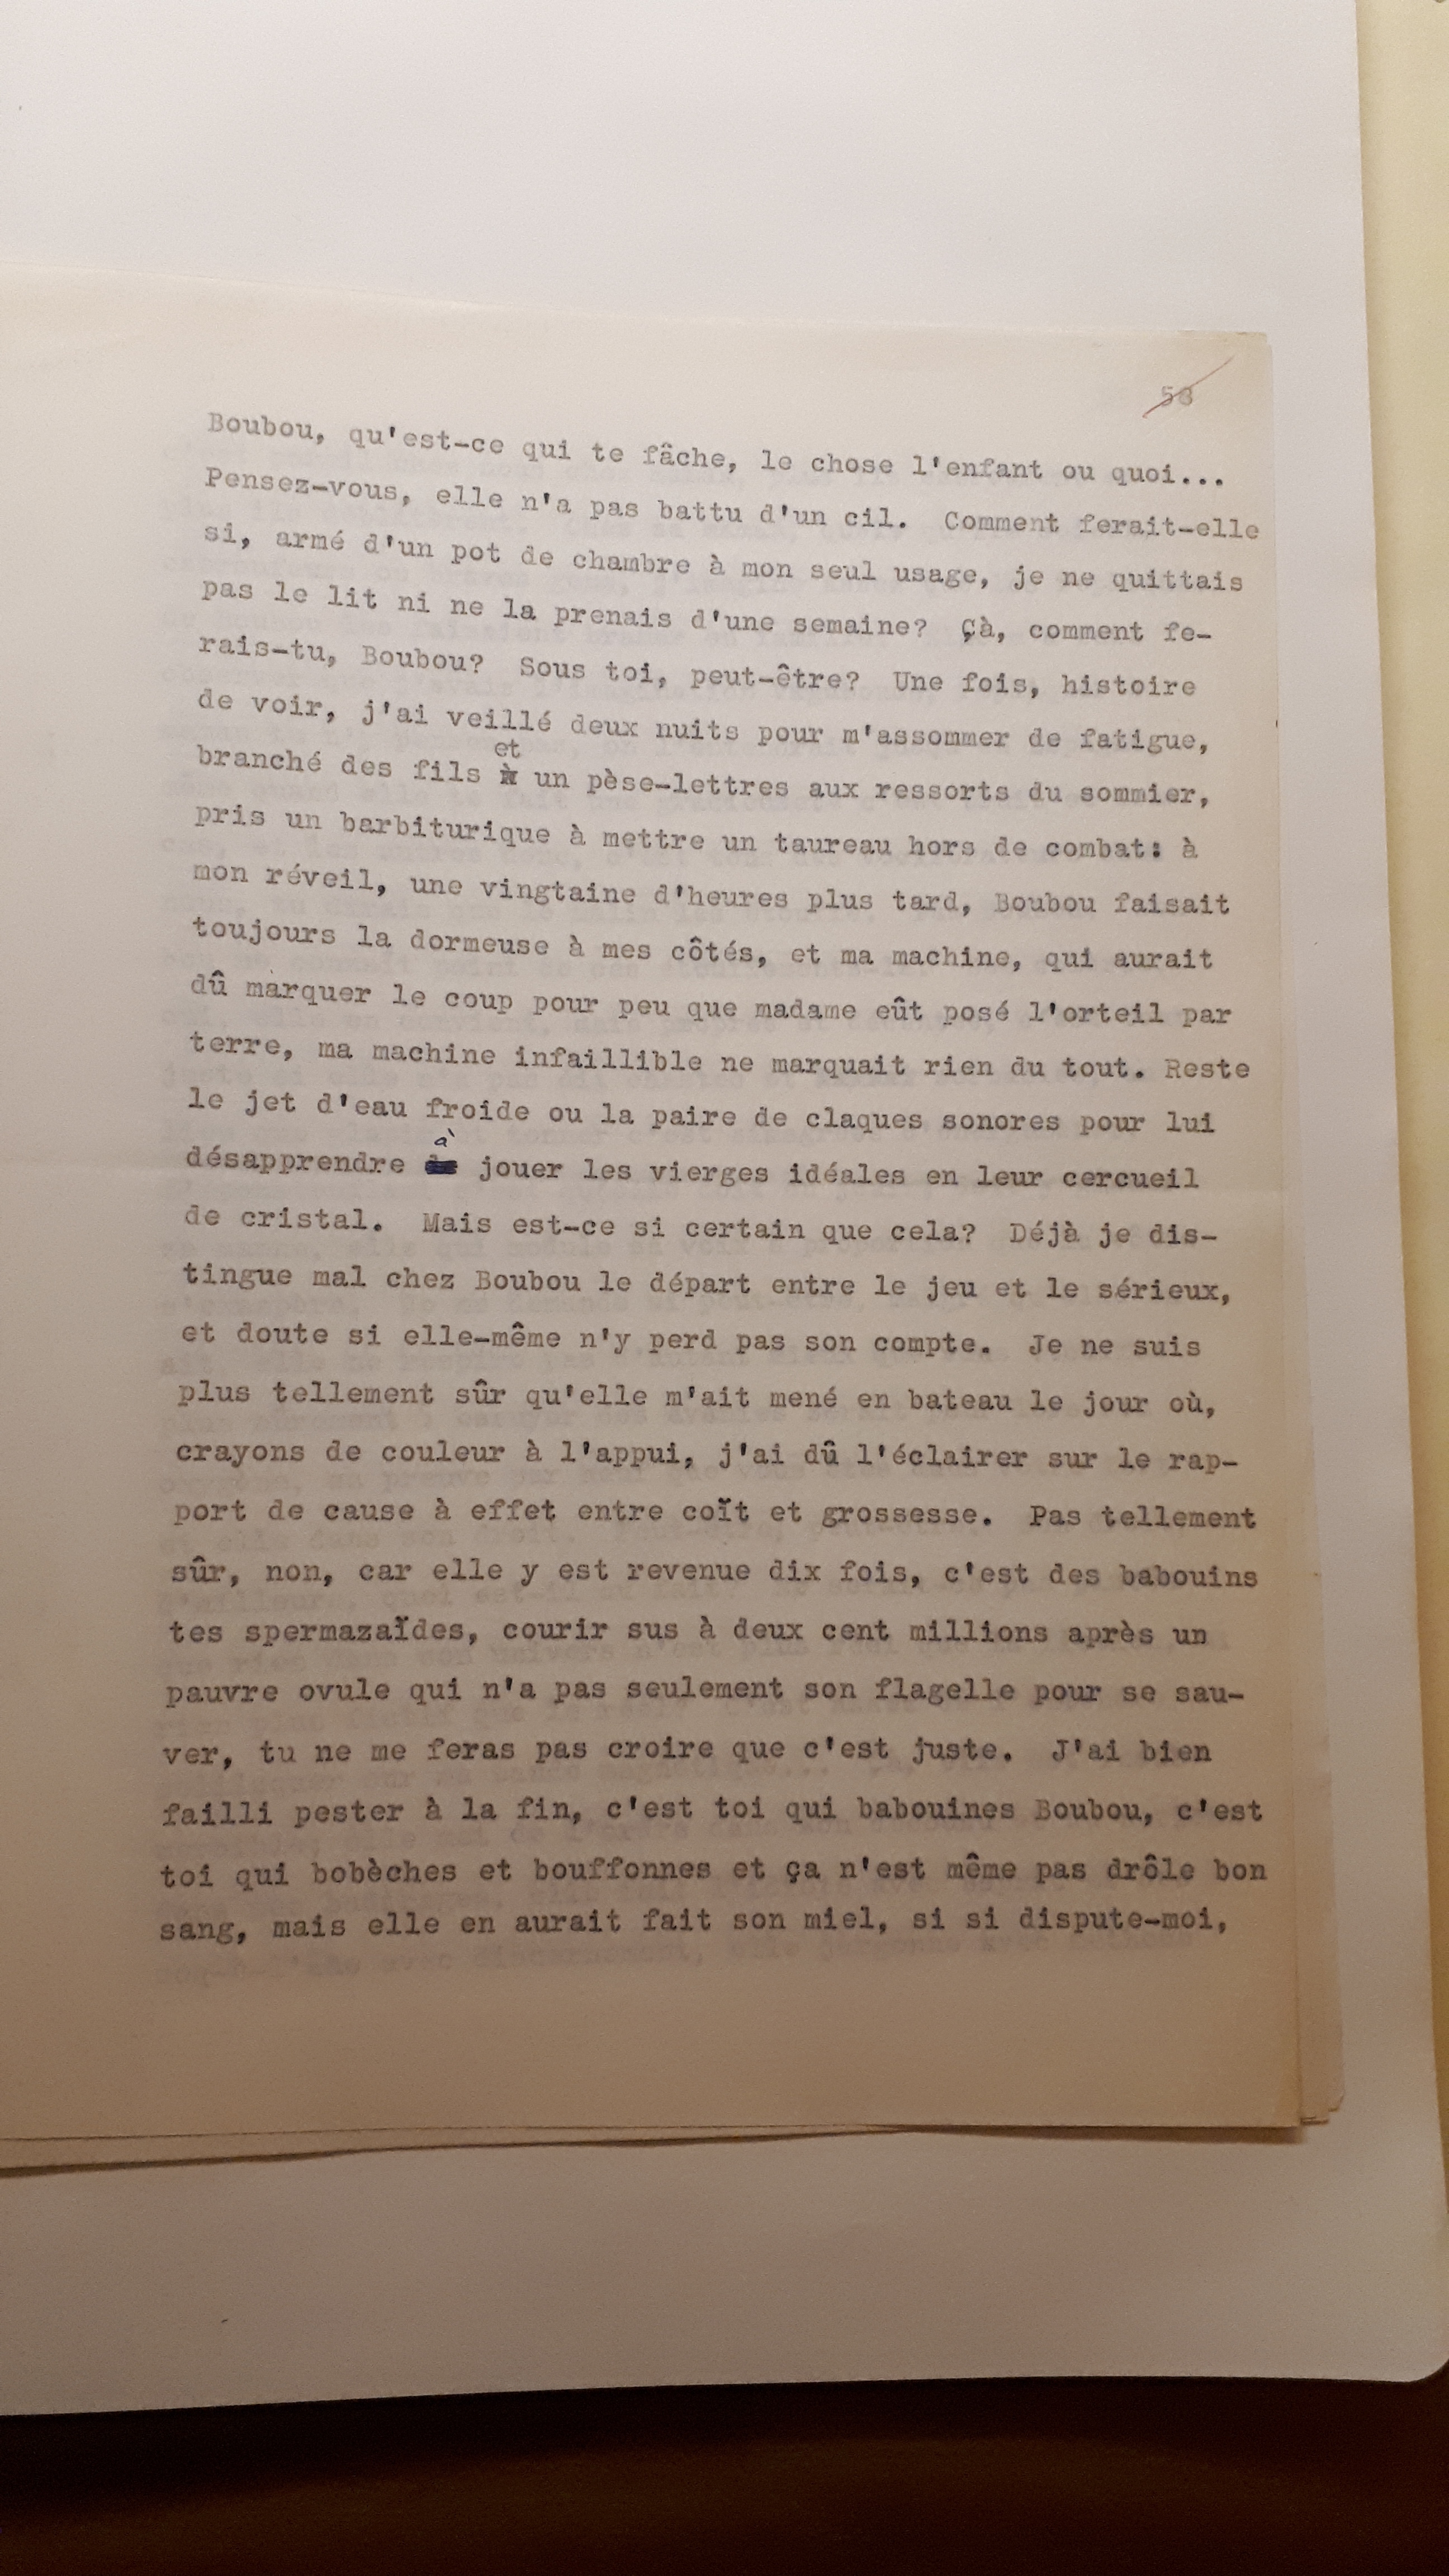 58
Boubou, qu'est-ce qui te fâche, le chose l'enfant ou quoi...
Pensez-vous, elle n'a pas battu d'un cil. Comment ferait-elle
si, armé d'un pot de chambre à mon seul usage, je ne quittais
pas le lit ni ne la prenais d'une semaine? Çà, comment fe-
rais-tu, Boubou? Sous toi, peut-être? Une fois, histoire
de voir, j'ai veillé deux nuits pour m'assommer de fatigue,
branché des fils et un pèse-lettres aux ressorts du sommier,
pris un barbiturique à mettre un taureau hors de combat: à
mon réveil, une vingtaine d'heures plus tard, Boubou faisait
toujours la dormeuse à mes côtés, et ma machine, qui aurait
dû marquer le coup pour peu que madame eût posé l'orteil par
terre, ma machine infaillible ne marquait rien du tout. Reste
le jet d'eau froide ou la paire de claques sonores pour lui
désapprendre à jouer les vierges idéales en leur cercueil
de cristal. Mais est-ce si certain que cela? Déjà je dis-
tingue mal chez Boubou le départ entre le jeu et le sérieux,
et doute si elle-même n'y perd pas son compte. Je ne suis
plus tellement sûr qu'elle m'ait mené en bateau le jour où,
crayons de couleur à l'appui, j'ai dû l'éclairer sur le rap-
port de cause à effet entre coït et grossesse. Pas tellement
sûr, non, car elle y est revenue dix fois, c'est des babouins
tes spermazaïdes, courir sus à deux cent millions après un
pauvre ovule qui n'a pas seulement son flagelle pour se sau-
ver, tu ne me feras pas croire que c'est juste. J'ai bien
failli pester à la fin, c'est toi qui babouines Boubou, c'est
toi qui bobèches et bouffonnes et ça n'est même pas drôle bon
sang, mais elle en aurait fait son miel, si si dispute-moi,